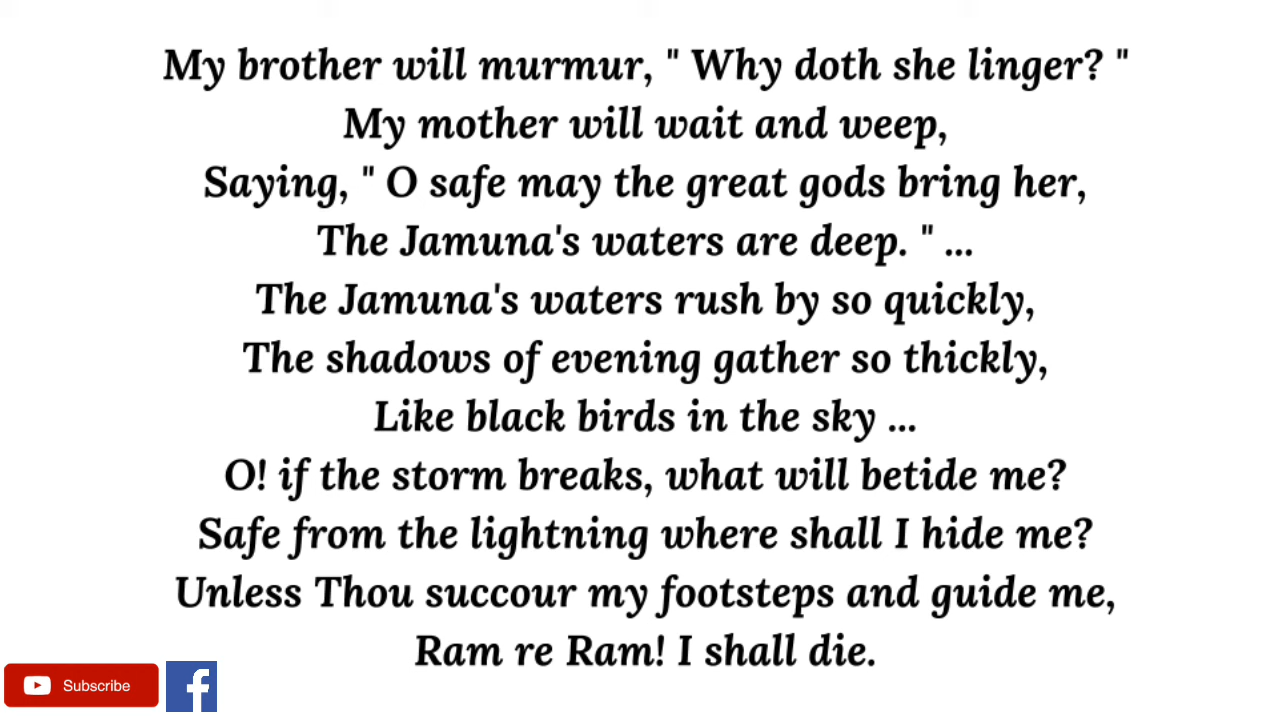 My brother will murmur, " Why doth she linger? "
My mother will wait and weep,
Saying, " O safe may the great gods bring her,
The Jamuna's waters are deep. " ...
The Jamuna's waters rush by so quickly,
The shadows of evening gather so thickly,
Like black birds in the sky ...
O! if the storm breaks, what will betide me?
Safe from the lightning where shall I hide me?
Unless Thou succour my footsteps and guide me,
Ram re Ram! I shall die.
Subscribe
f